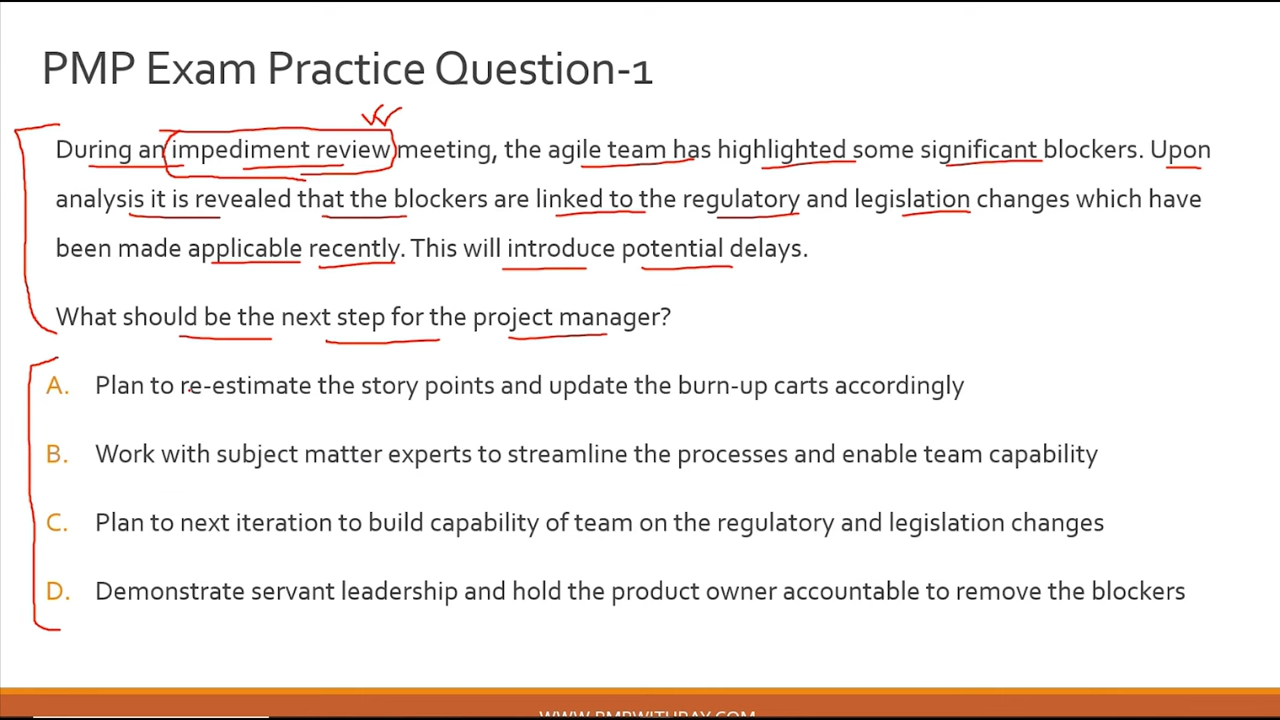 PMP Exam Practice Question-1
During an impediment review meeting, the agile team has highlighted some significant blockers. Upon
analysis it is revealed that the blockers are linked to the regulatory and legislation changes which have
been made applicable recently. This will introduce potential delays.
What should be the next step for the project manager?
A. Plan to re-estimate the story points and update the burn-up carts accordingly
B. Work with subject matter experts to streamline the processes and enable team capability
C. Plan to next iteration to build capability of team on the regulatory and legislation changes
D. Demonstrate servant leadership and hold the product owner accountable to remove the blockers
WWW.PMPWITHRAY.COM